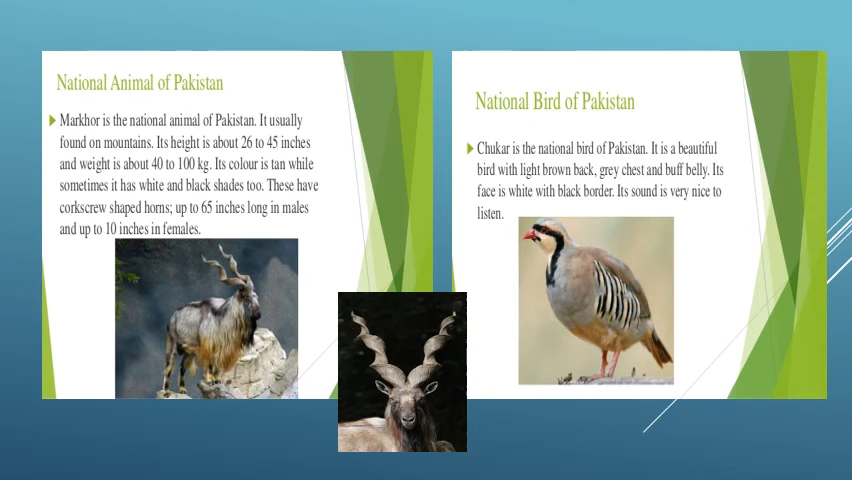 National Animal of Pakistan
Markhor is the national animal of Pakistan. It usually
found on mountains. Its height is about 26 to 45 inches
and weight is about 40 to 100 kg. Its colour is tan while
sometimes it has white and black shades too. These have
corkscrew shaped horns; up to 65 inches long in males
and up to 10 inches in females.
National Bird of Pakistan
Chukar is the national bird of Pakistan. It is a beautiful
bird with light brown back, grey chest and buff belly. Its
face is white with black border. Its sound is very nice to
listen.